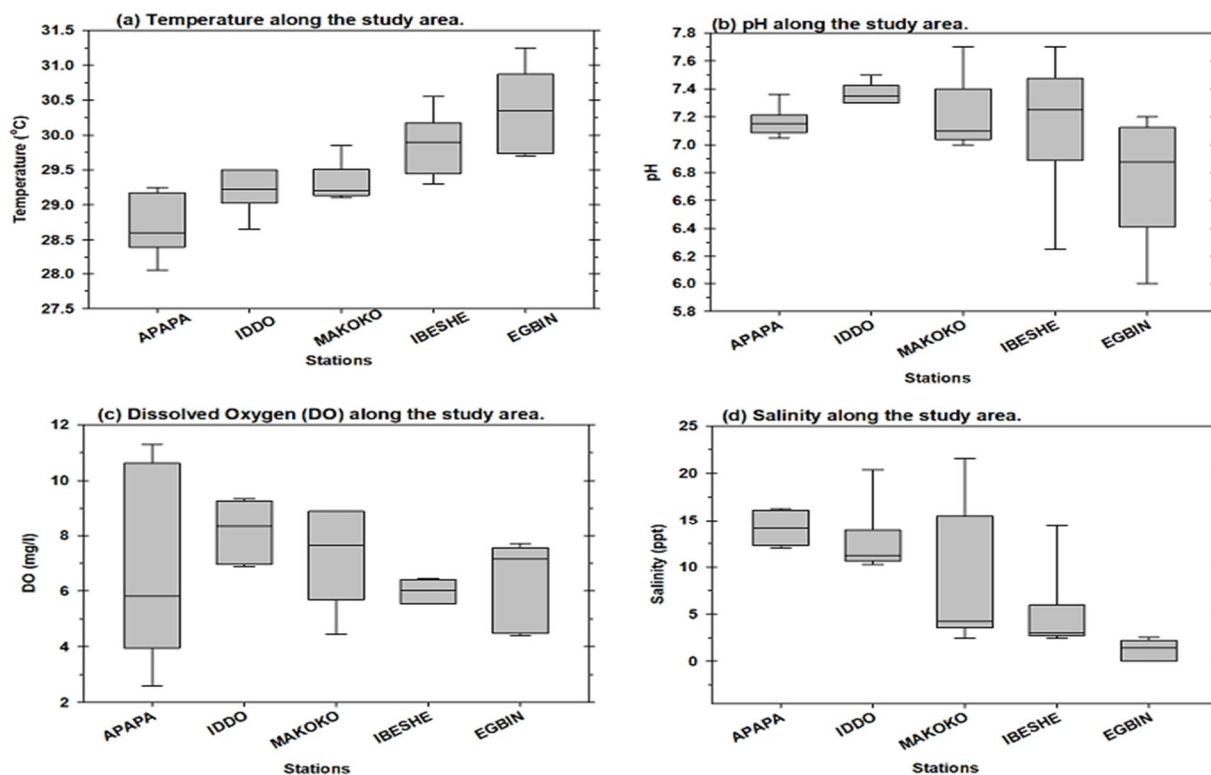 (a) Temperature along the study area.
31.5
31.0
30.5
30.0
29.5
29.0
28.5
28.0
27.5
Temperature (°C)
APAPA
IDDO
MAKOKO
IBESHE
EGBIN
Stations
(b) pH along the study area.
7.8
7.6
7.4
7.2
7.0
6.8
6.6
6.4
6.2
6.0
5.8
pH
APAPA
IDDO
MAKOKO
IBESHE
EGBIN
Stations
(c) Dissolved Oxygen (DO) along the study area.
12
10
8
6
4
2
DO (mg/l)
APAPA
IDDO
MAKOKO
IBESHE
EGBIN
Stations
(d) Salinity along the study area.
25
20
15
10
5
0
Salinity (ppt)
APAPA
IDDO
MAKOKO
IBESHE
EGBIN
Stations